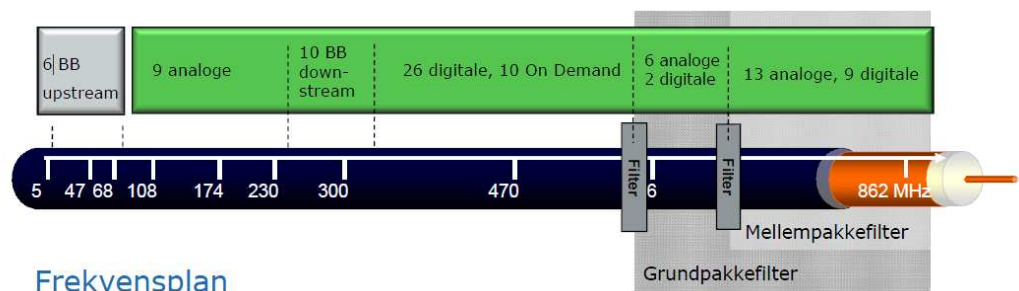 6 BB
upstream
9 analoge
10 BB
down-
stream
26 digitale, 10 On Demand
6 analoge
2 digitale
13 analoge, 9 digitale
5 47 68 108 174 230 300 470 Filter 6 Filter 862 MHz
Mellempakkefilter
Grundpakkefilter
Frekvensplan